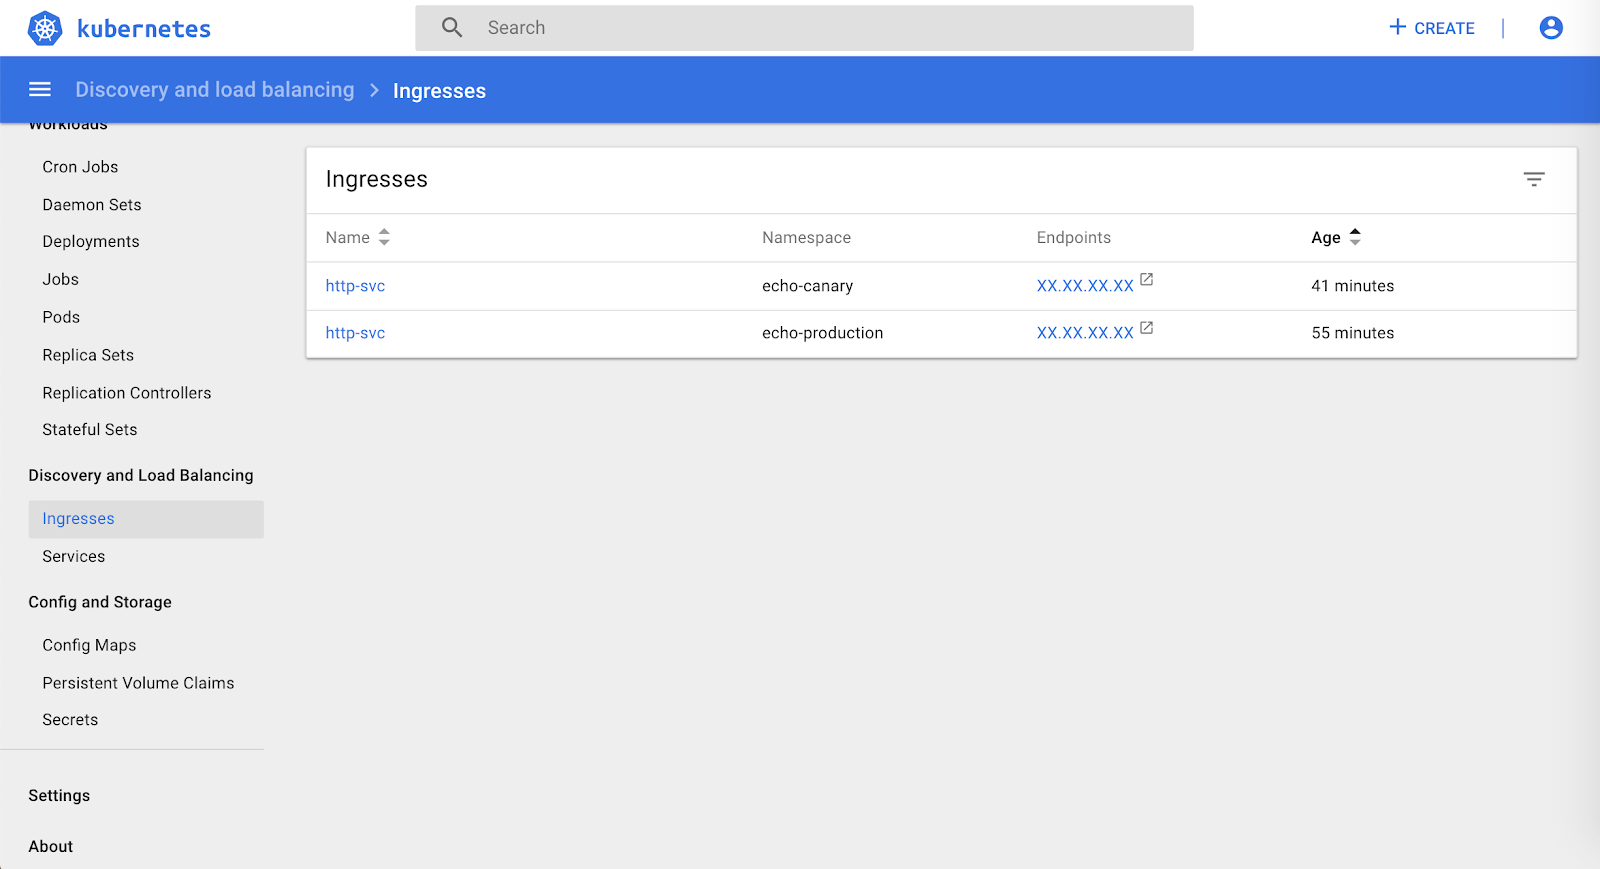 kubernetes
Search
+ CREATE |
Discovery and load balancing > Ingresses
Workloads
Cron Jobs
Daemon Sets
Deployments
Jobs
Pods
Replica Sets
Replication Controllers
Stateful Sets
Discovery and Load Balancing
Ingresses
Services
Config and Storage
Config Maps
Persistent Volume Claims
Secrets
Settings
About
Ingresses
Name Namespace Endpoints Age
http-svc echo-canary XX.XX.XX.XX 41 minutes
http-svc echo-production XX.XX.XX.XX 55 minutes